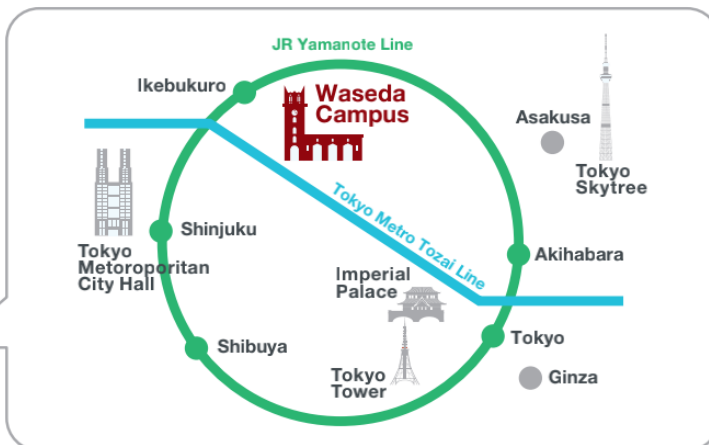 JR Yamanote Line
Ikebukuro
Waseda
Campus
Asakusa
Tokyo
Skytree
Tokyo Metro Tozai Line
Shinjuku
Tokyo
Metoroporitan
City Hall
Akihabara
Imperial
Palace
Tokyo
Shibuya
Tokyo
Tower
Ginza